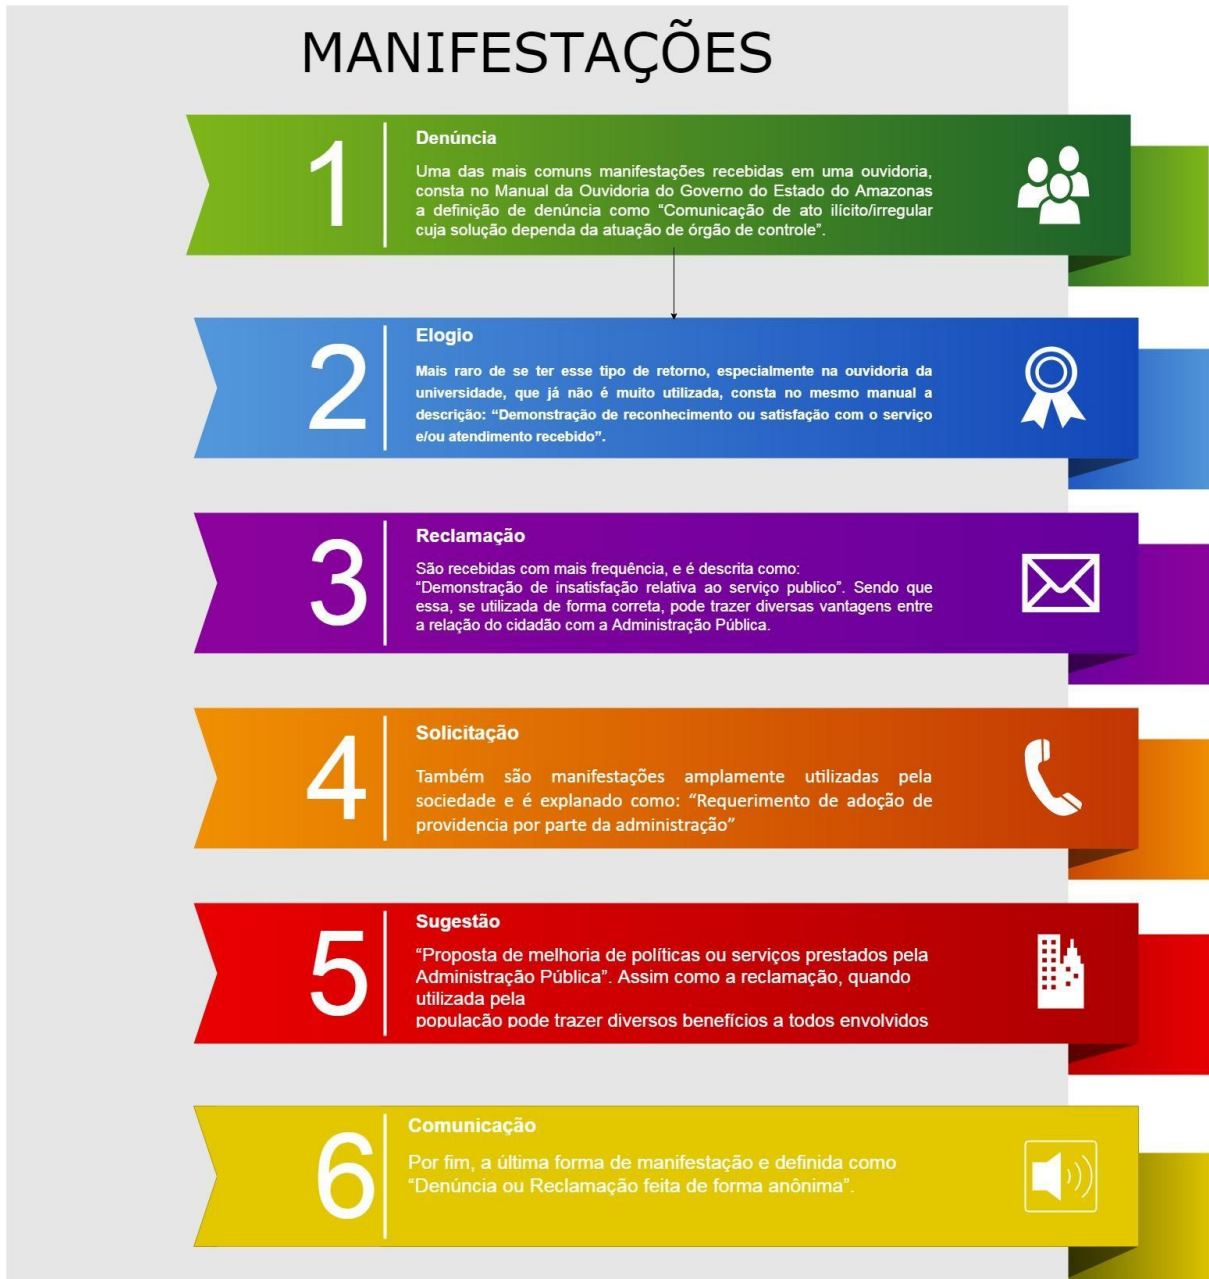 MANIFESTAÇÕES
1
Denúncia
Uma das mais comuns manifestações recebidas em uma ouvidoria,
consta no Manual da Ouvidoria do Governo do Estado do Amazonas
a definição de denúncia como “Comunicação de ato ilícito/irregular
cuja solução dependa da atuação de órgão de controle”.
2
Elogio
Mais raro de se ter esse tipo de retorno, especialmente na ouvidoria da
universidade, que já não é muito utilizada, consta no mesmo manual a
descrição: “Demonstração de reconhecimento ou satisfação com o serviço
e/ou atendimento recebido”.
3
Reclamação
São recebidas com mais frequência, e é descrita como:
“Demonstração de insatisfação relativa ao serviço publico”. Sendo que
essa, se utilizada de forma correta, pode trazer diversas vantagens entre
a relação do cidadão com a Administração Pública.
4
Solicitação
Também são manifestações amplamente utilizadas pela
sociedade e é explanado como: “Requerimento de adoção de
providencia por parte da administração”
5
Sugestão
“Proposta de melhoria de políticas ou serviços prestados pela
Administração Pública”. Assim como a reclamação, quando
utilizada pela
população pode trazer diversos benefícios a todos envolvidos
6
Comunicação
Por fim, a última forma de manifestação e definida como
“Denúncia ou Reclamação feita de forma anônima”.